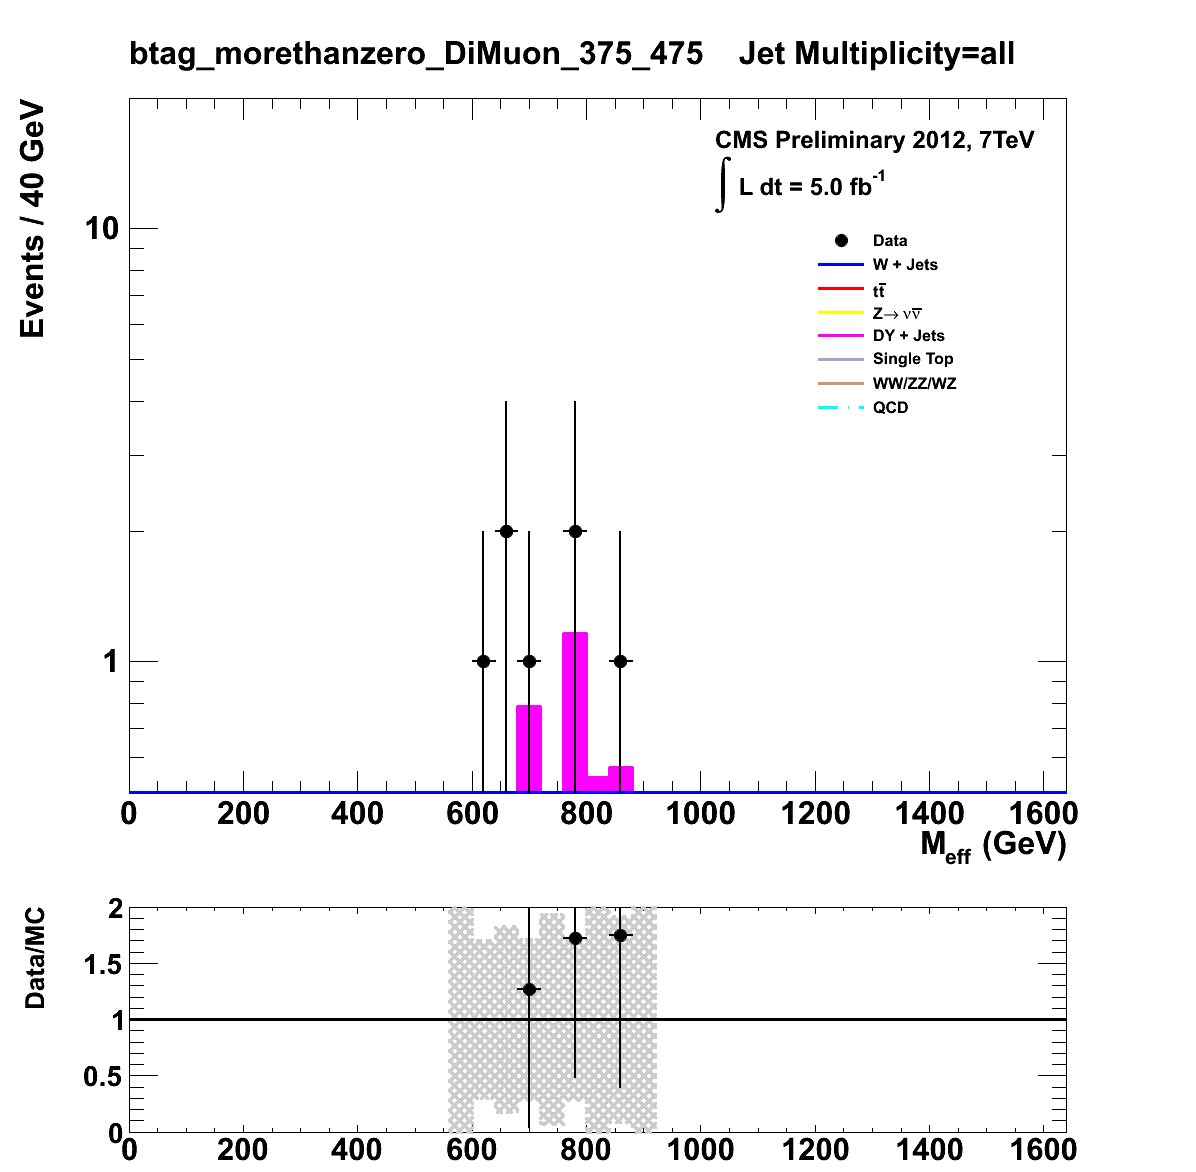 btag_morethanzero_DiMuon_375_475 Jet Multiplicity=all
Events / 40 GeV
CMS Preliminary 2012, 7TeV
∫ L dt = 5.0 fb⁻¹
Data
W + Jets
tt̅
Z→ νν̅
DY + Jets
Single Top
WW/ZZ/WZ
QCD
10
1
0 200 400 600 800 1000 1200 1400 1600
M_eff (GeV)
Data/MC
2
1.5
1
0.5
0
0 200 400 600 800 1000 1200 1400 1600